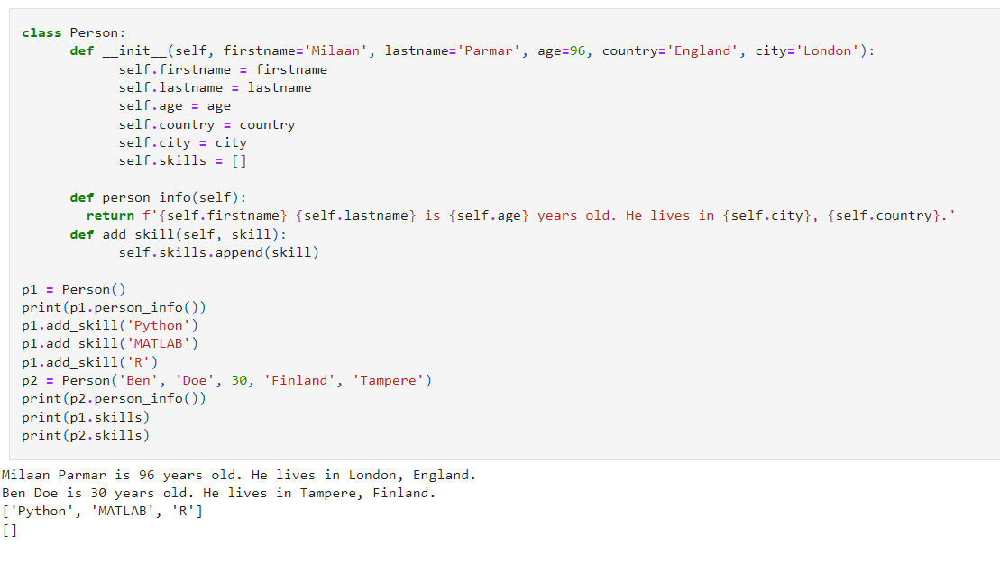 class Person:
      def __init__(self, firstname='Milaan', lastname='Parmar', age=96, country='England', city='London'):
            self.firstname = firstname
            self.lastname = lastname
            self.age = age
            self.country = country
            self.city = city
            self.skills = []

      def person_info(self):
        return f'{self.firstname} {self.lastname} is {self.age} years old. He lives in {self.city}, {self.country}.'
      def add_skill(self, skill):
            self.skills.append(skill)

p1 = Person()
print(p1.person_info())
p1.add_skill('Python')
p1.add_skill('MATLAB')
p1.add_skill('R')
p2 = Person('Ben', 'Doe', 30, 'Finland', 'Tampere')
print(p2.person_info())
print(p1.skills)
print(p2.skills)
Milaan Parmar is 96 years old. He lives in London, England.
Ben Doe is 30 years old. He lives in Tampere, Finland.
['Python', 'MATLAB', 'R']
[]